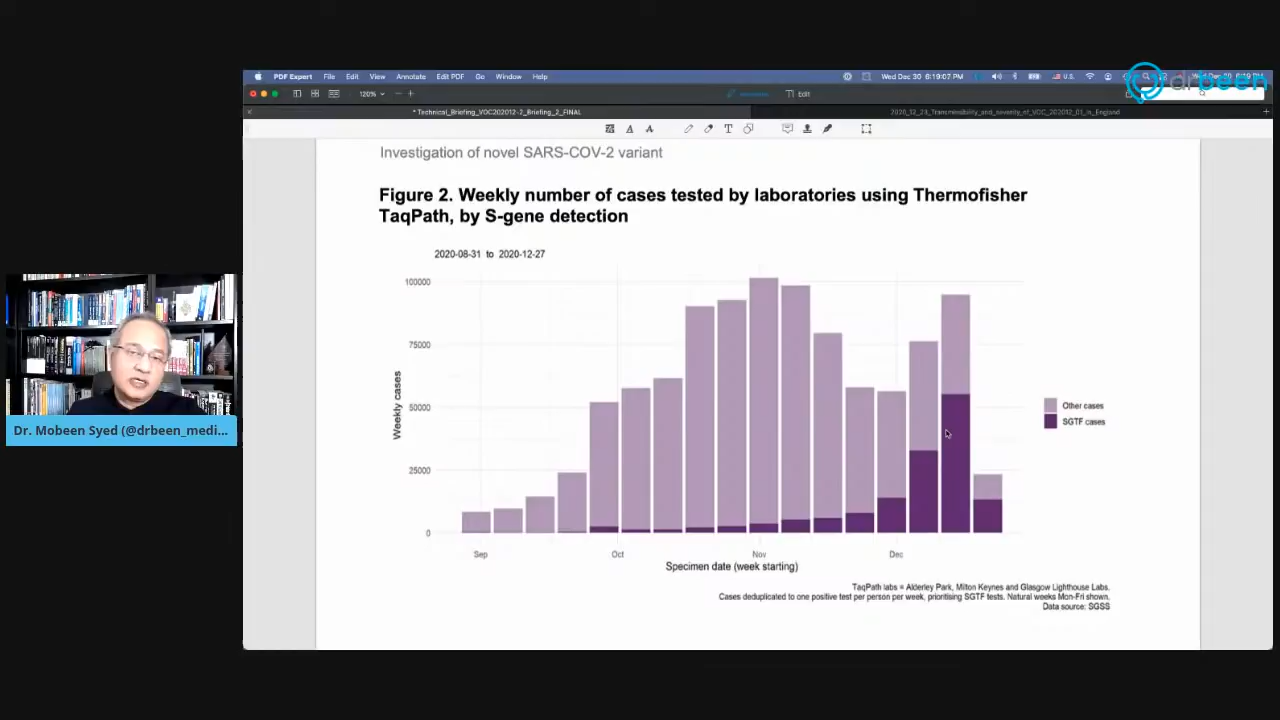 PDF Expert File Edit View Annotate Edit PDF Go Window Help
U.S. Wed Dec 30 6:19:07 PM
drbeen
120%
Edit
* Technical_Briefing_VOC202012-2_Briefing_2_FINAL
2020_12_23_Transmissibility_and_severity_of_VOC_202012_01_in_England
Investigation of novel SARS-COV-2 variant
Figure 2. Weekly number of cases tested by laboratories using Thermofisher
TaqPath, by S-gene detection
2020-08-31 to 2020-12-27
100000
75000
50000
25000
0
Weekly cases
Sep Oct Nov Dec
Specimen date (week starting)
Other cases
SGTF cases
TaqPath labs = Alderley Park, Milton Keynes and Glasgow Lighthouse Labs.
Cases deduplicated to one positive test per person per week, prioritising SGTF tests. Natural weeks Mon-Fri shown.
Data source: SGSS
Dr. Mobeen Syed (@drbeen_medi...